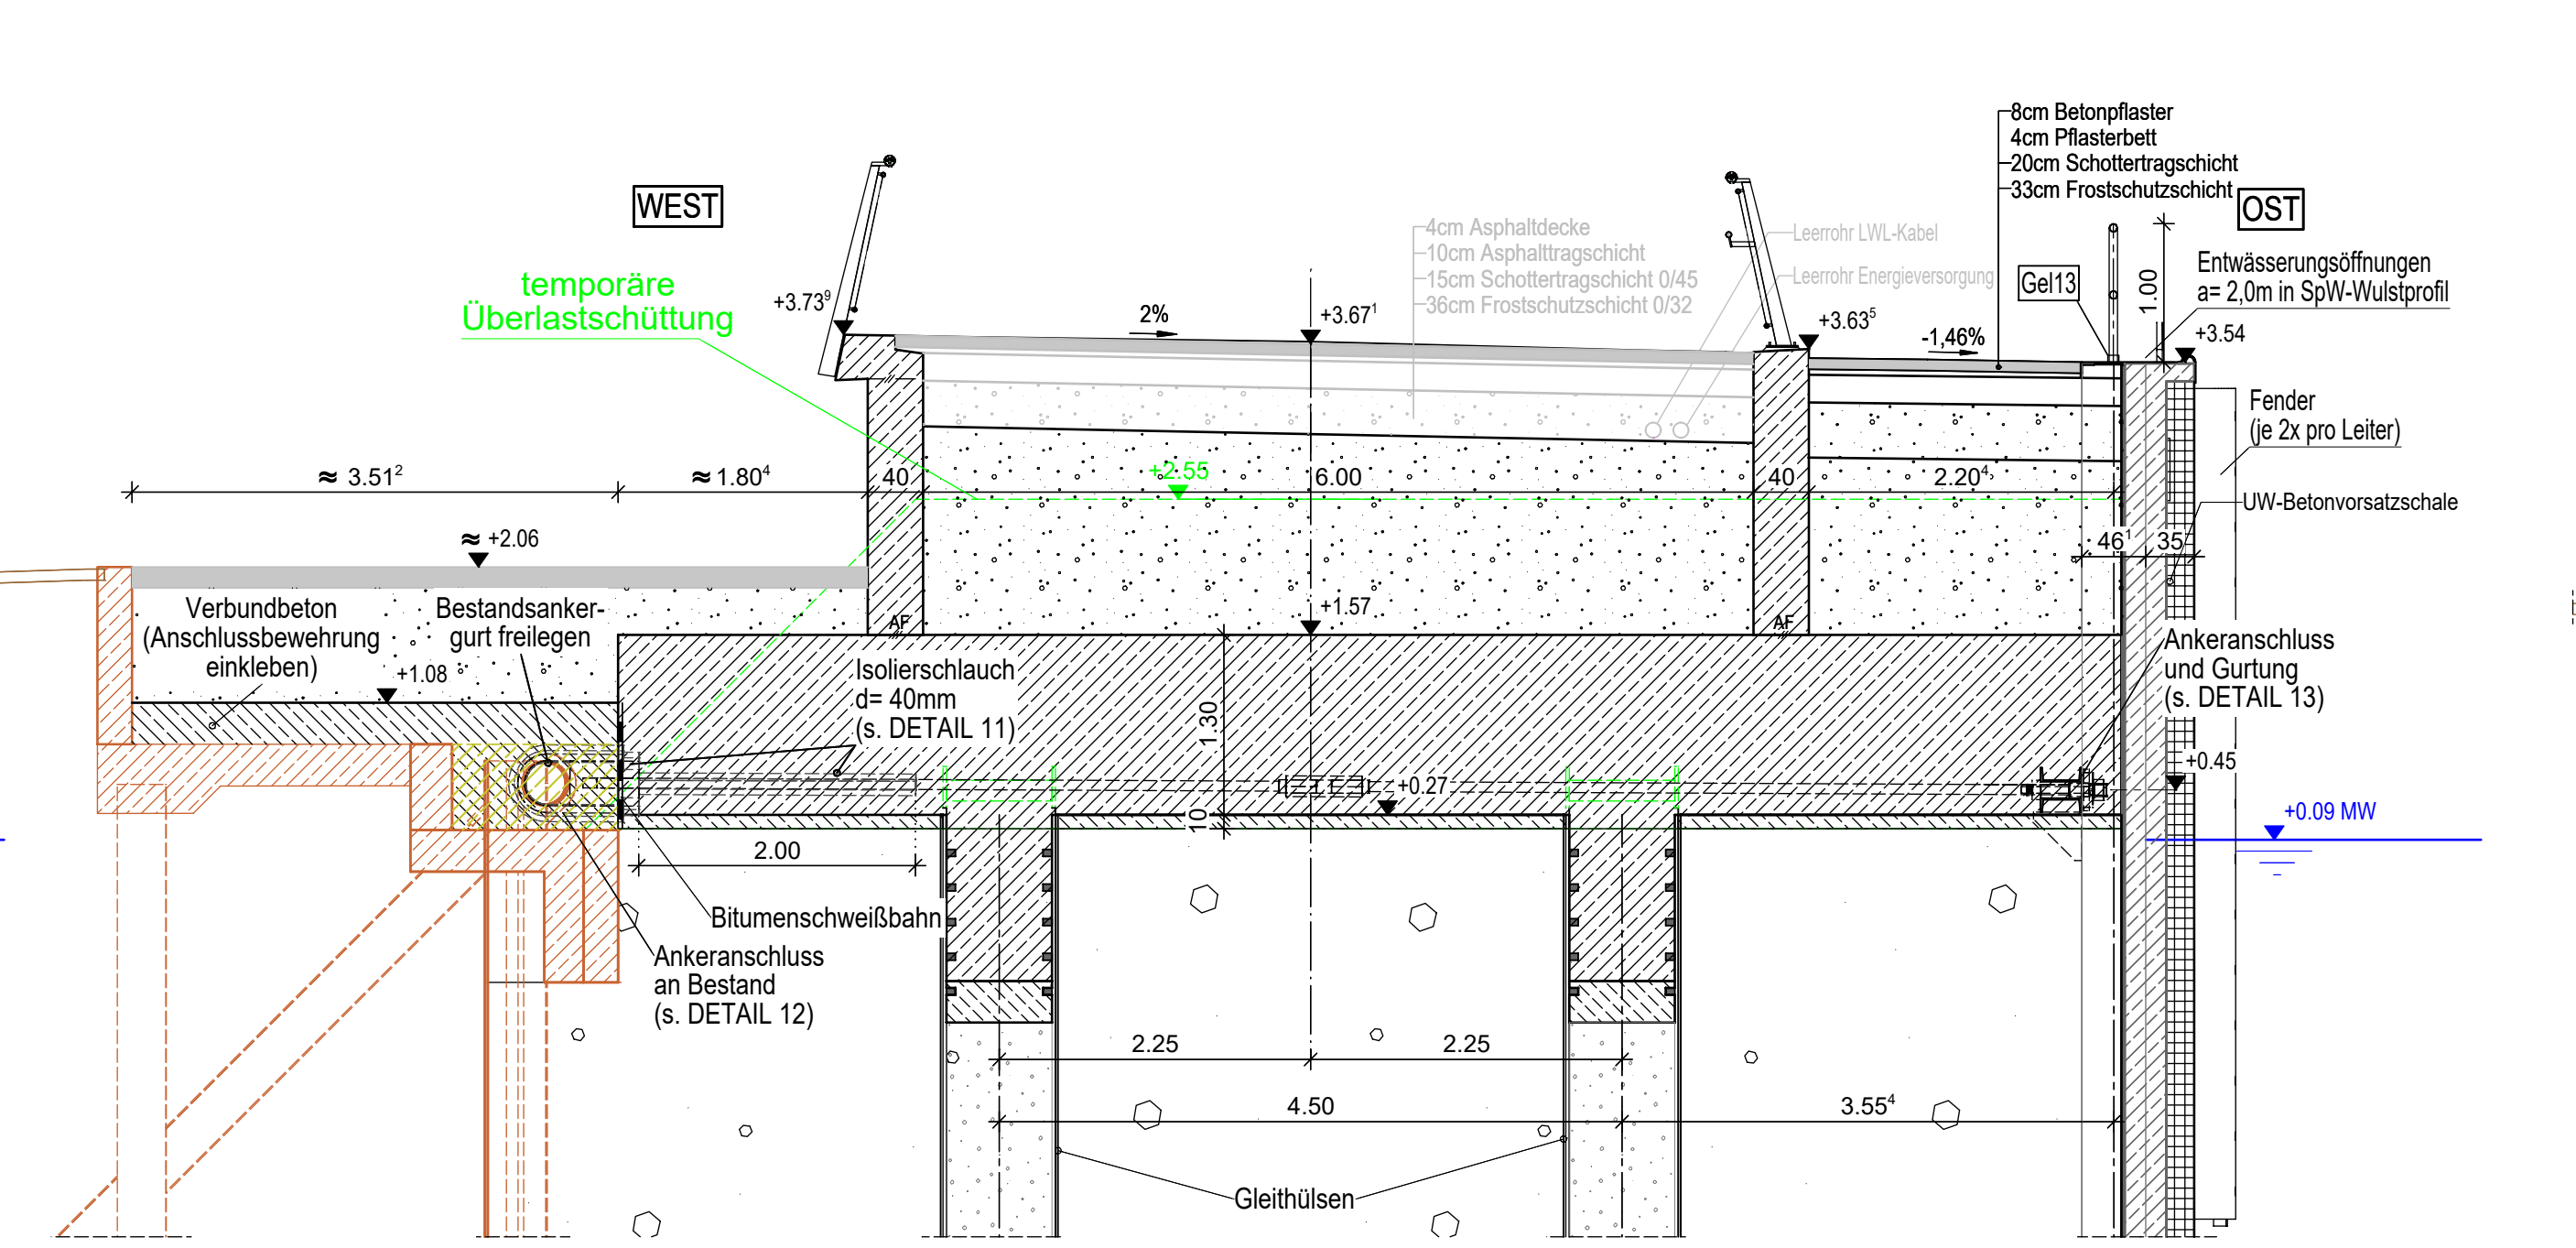 8cm Betonpflaster
4cm Pflasterbett
20cm Schottertragschicht
33cm Frostschutzschicht
WEST
OST
4cm Asphaltdecke
10cm Asphalttragschicht
15cm Schottertragschicht 0/45
36cm Frostschutzschicht 0/32
Leerrohr LWL-Kabel
Leerrohr Energieversorgung
Gel13
1.00
Entwässerungsöffnungen
a= 2,0m in SpW-Wulstprofil
temporäre
Überlastschüttung
+3.73⁹
2%
+3.67¹
+3.63⁵
-1,46%
+3.54
Fender
(je 2x pro Leiter)
≈ 3.51²
≈ 1.80⁴
40
+2.55
6.00
40
2.20⁴
UW-Betonvorsatzschale
≈ +2.06
46¹
35
Verbundbeton
(Anschlussbewehrung
einkleben)
Bestandsanker-
gurt freilegen
AF
+1.57
AF
+1.08
Isolierschlauch
d= 40mm
(s. DETAIL 11)
1.30
Ankeranschluss
und Gurtung
(s. DETAIL 13)
+0.27
+0.45
10
+0.09 MW
2.00
Bitumenschweißbahn
Ankeranschluss
an Bestand
(s. DETAIL 12)
2.25
2.25
4.50
3.55⁴
Gleithülsen